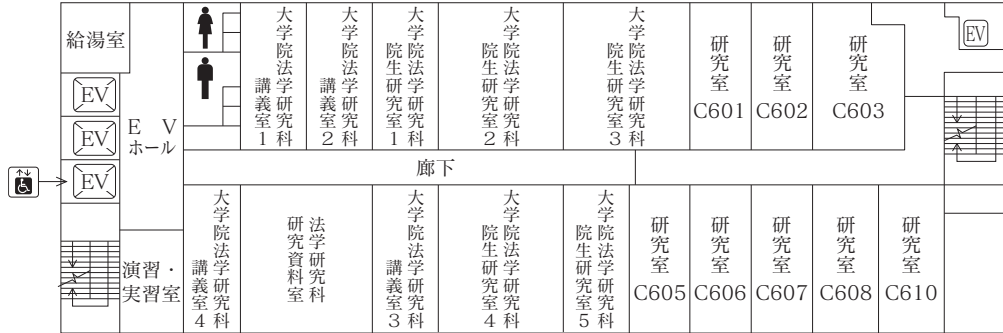 給湯室
EV
EV
EV
EV
ホール
演習・
実習室
大学院法学研究科
講義室1
大学院法学研究科
講義室2
大学院法学研究科
院生研究室1
大学院法学研究科
院生研究室2
大学院法学研究科
院生研究室3
研究室
C601
研究室
C602
研究室
C603
EV
廊下
大学院法学研究科
講義室4
法学研究科
研究資料室
大学院法学研究科
講義室3
大学院法学研究科
院生研究室4
大学院法学研究科
院生研究室5
研究室
C605
研究室
C606
研究室
C607
研究室
C608
研究室
C610